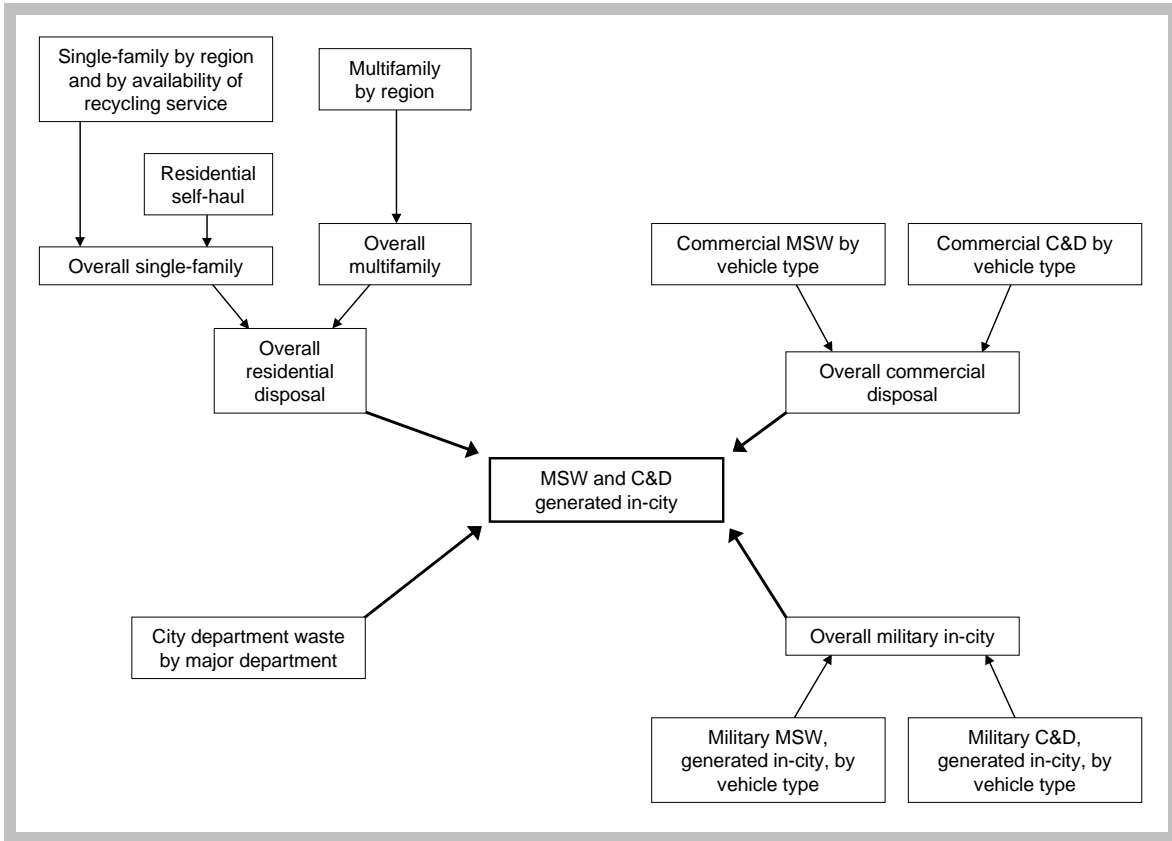 Single-family by region
and by availability of
recycling service
Multifamily
by region
Residential
self-haul
Overall single-family
Overall
multifamily
Commercial MSW by
vehicle type
Commercial C&D by
vehicle type
Overall
residential
disposal
Overall commercial
disposal
MSW and C&D
generated in-city
City department waste
by major department
Overall military in-city
Military MSW,
generated in-city, by
vehicle type
Military C&D,
generated in-city, by
vehicle type